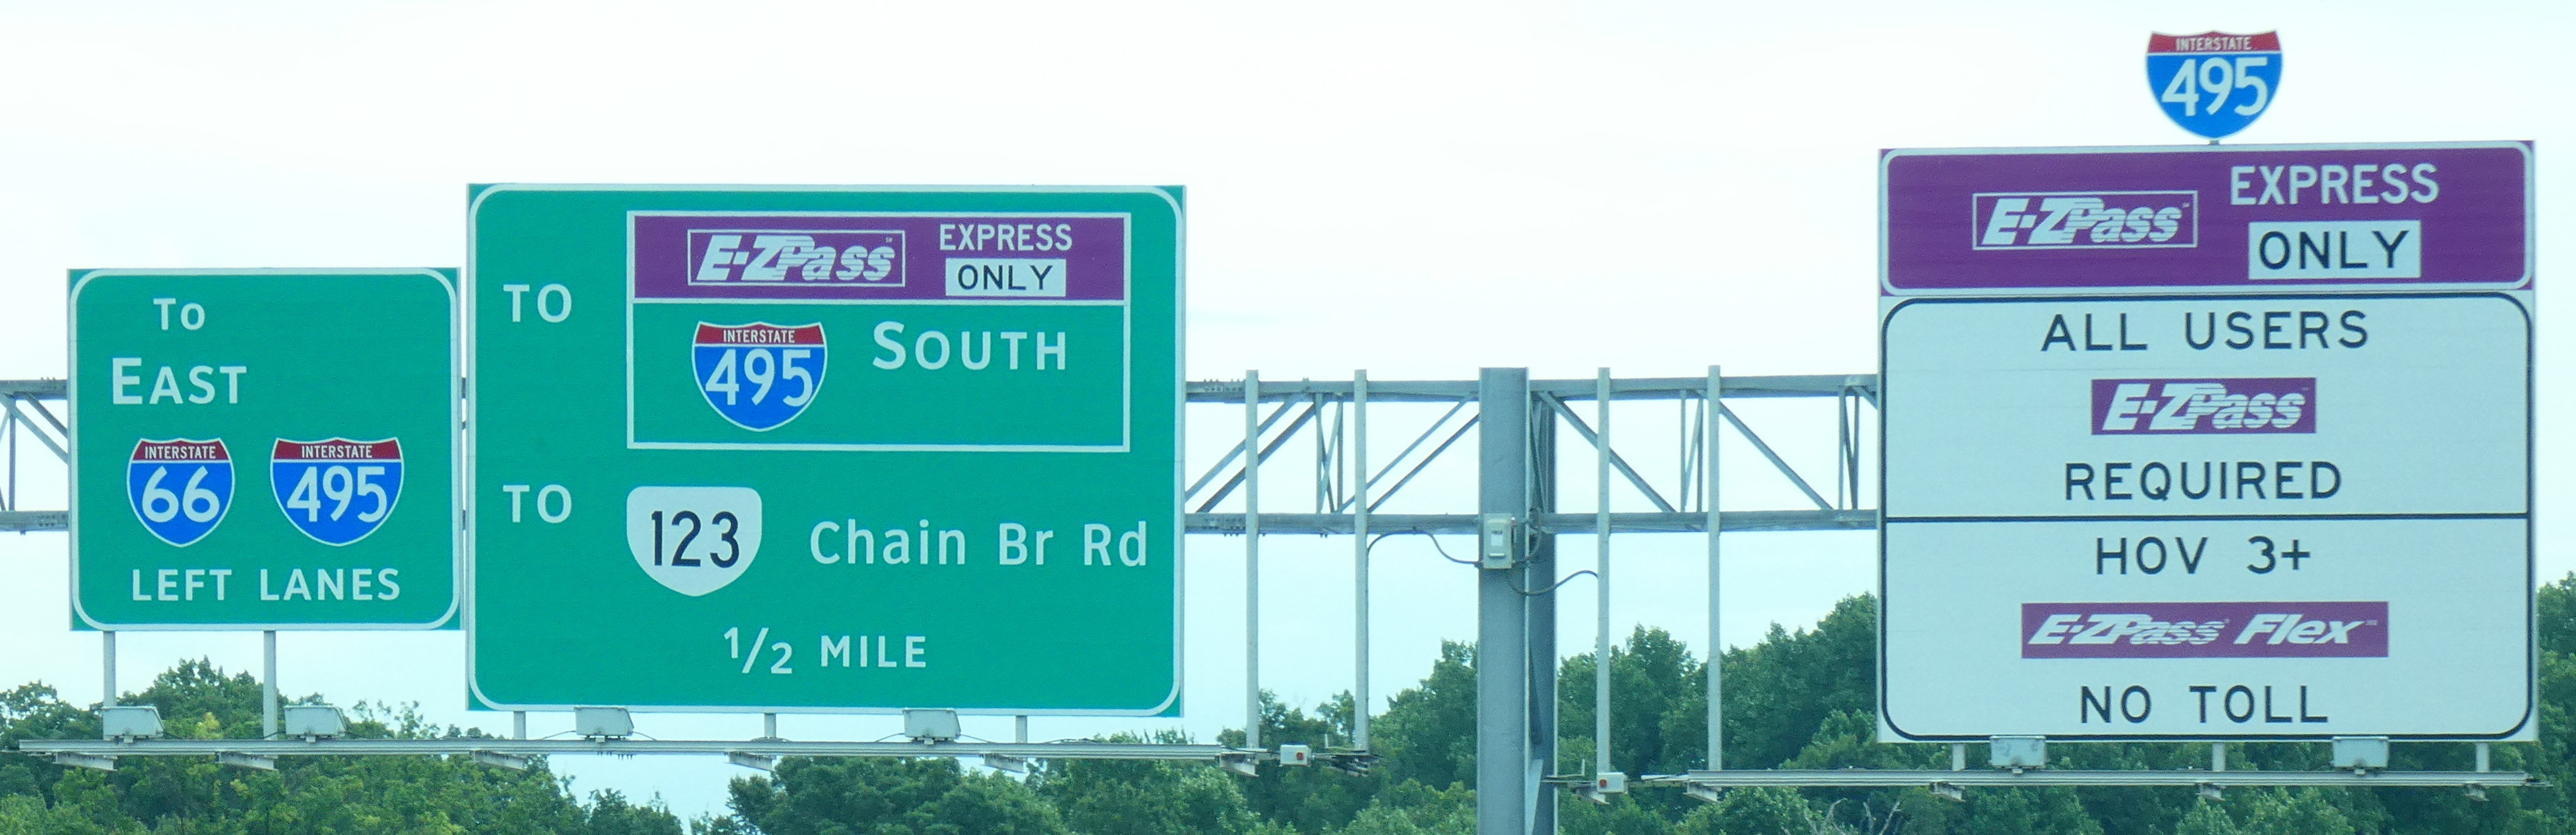 To
EAST
INTERSTATE 66 INTERSTATE 495
LEFT LANES
TO E-ZPass EXPRESS ONLY
INTERSTATE 495 SOUTH
TO 123 Chain Br Rd
1/2 MILE
INTERSTATE
495
E-ZPass EXPRESS
ONLY
ALL USERS
E-ZPass
REQUIRED
HOV 3+
E-ZPass Flex
NO TOLL